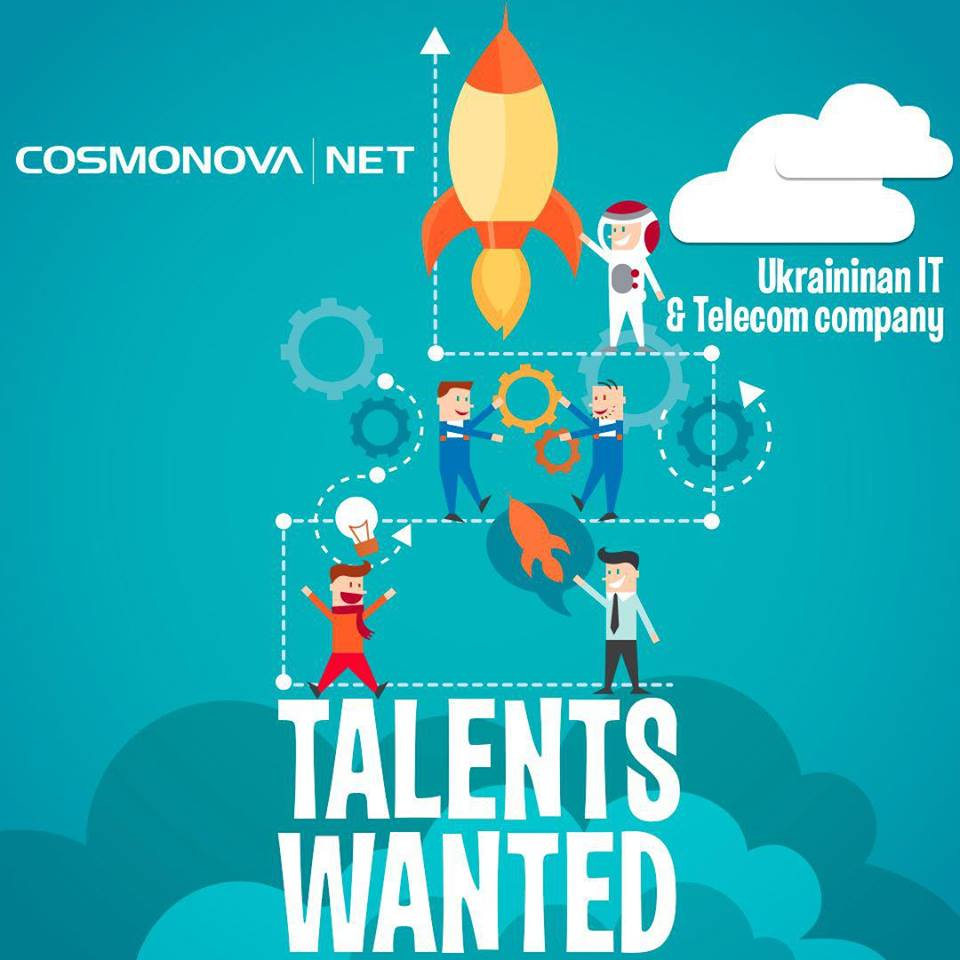 COSMONOVA | NET
Ukraininan IT
& Telecom company
TALENTS
WANTED